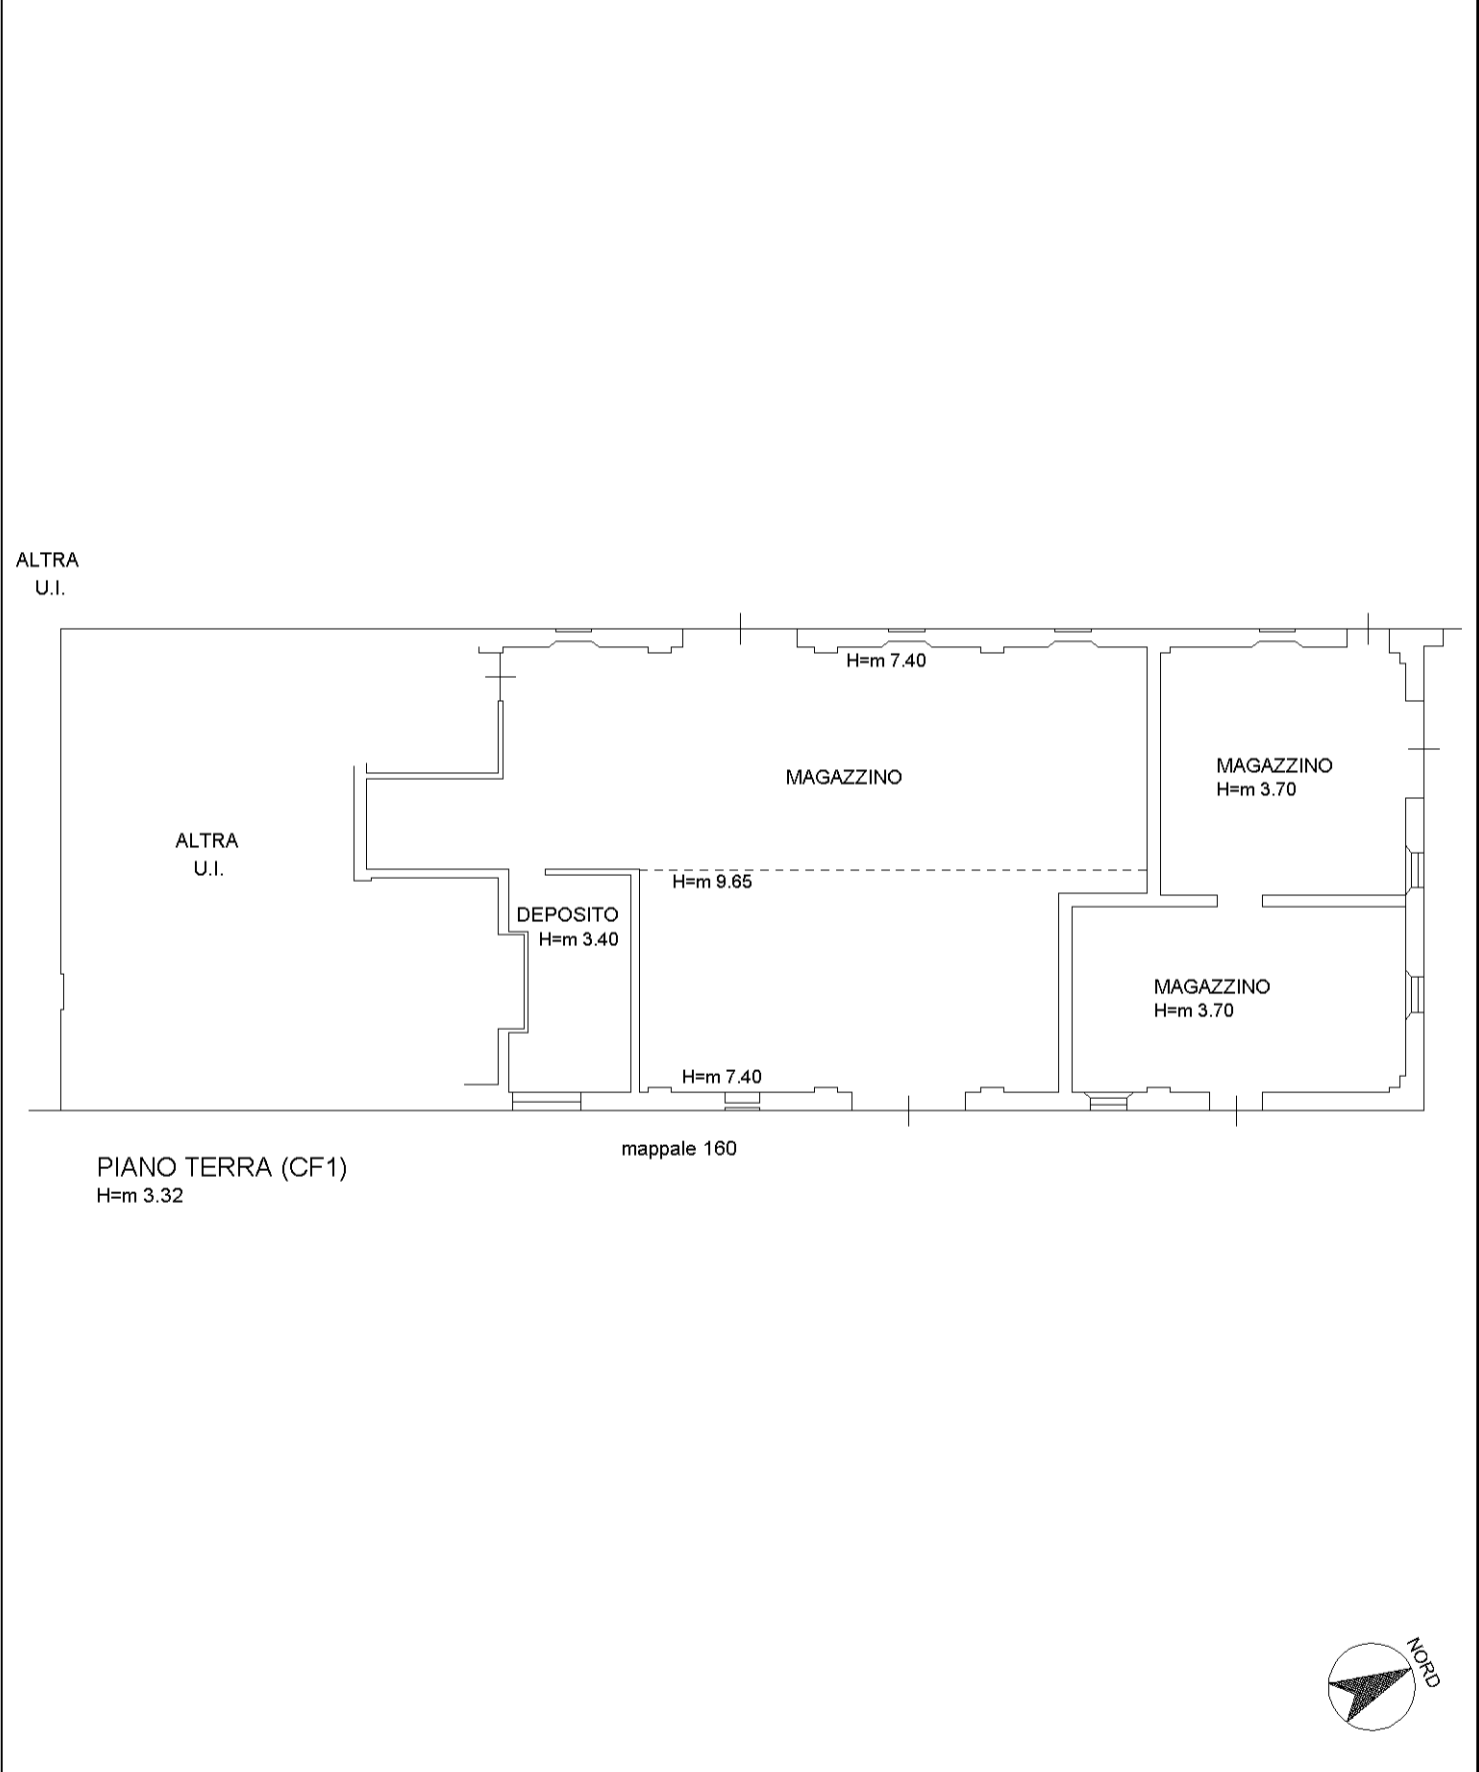 ALTRA
U.I.
H=m 7.40
MAGAZZINO
MAGAZZINO
H=m 3.70
ALTRA
U.I.
H=m 9.65
DEPOSITO
H=m 3.40
MAGAZZINO
H=m 3.70
H=m 7.40
mappale 160
PIANO TERRA (CF1)
H=m 3.32
NORD